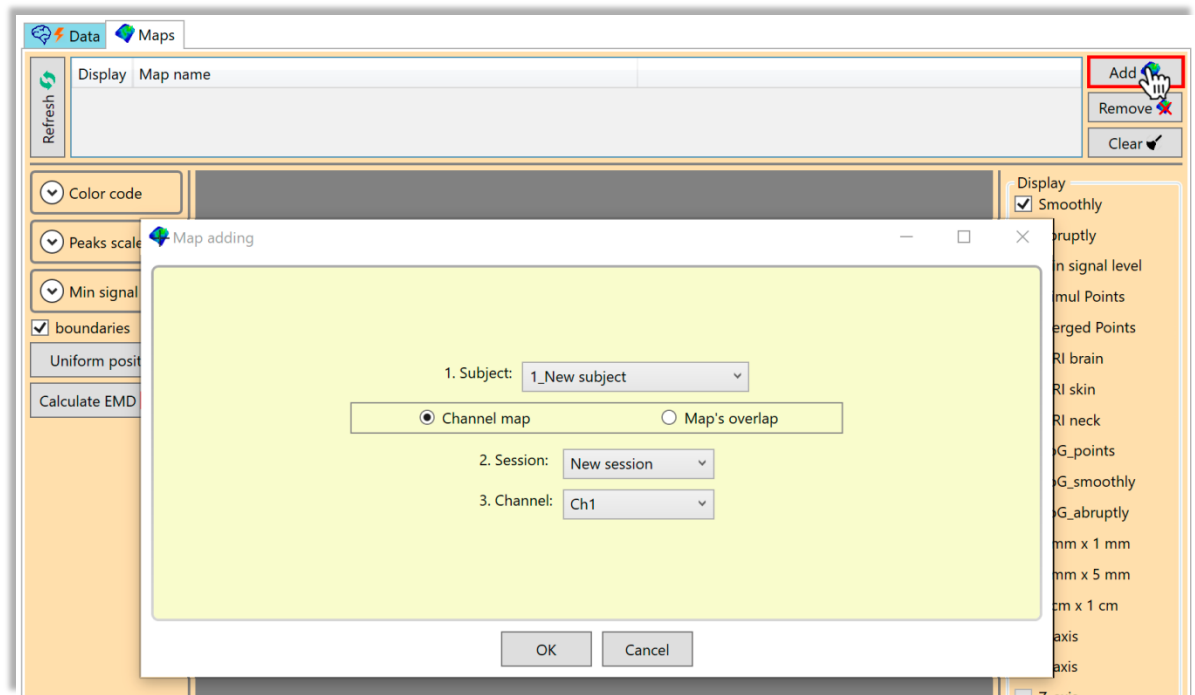 Data
Maps
Refresh
Display
Map name
Add
Remove
Clear
Color code
Peaks scale
Min signal
boundaries
Uniform posit
Calculate EMD
Map adding
1. Subject:
1_New subject
Channel map
Map's overlap
2. Session:
New session
3. Channel:
Ch1
OK
Cancel
Display
Smoothly
ruptly
n signal level
mul Points
erged Points
RI brain
RI skin
RI neck
G_points
G_smoothly
G_abruptly
mm x 1 mm
mm x 5 mm
cm x 1 cm
axis
axis